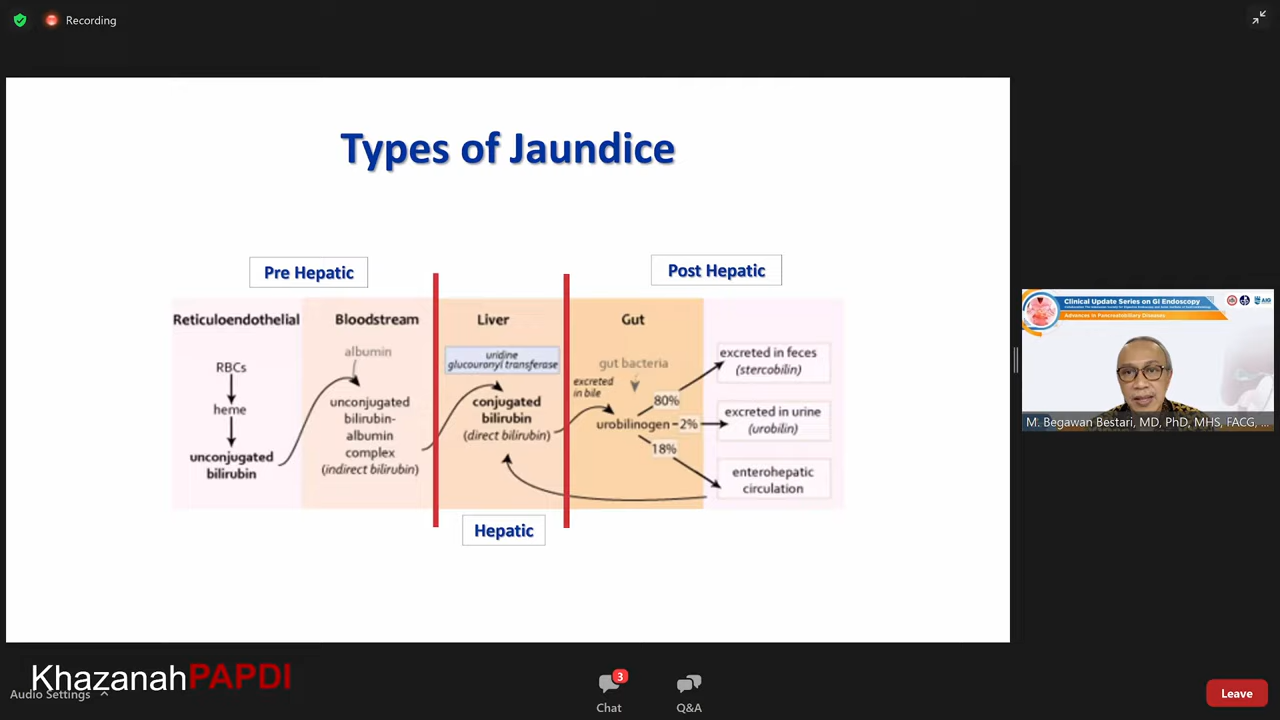 Recording
Types of Jaundice
Pre Hepatic
Post Hepatic
Reticuloendothelial
Bloodstream
Liver
Gut
RBCs
heme
unconjugated
bilirubin
albumin
unconjugated
bilirubin-
albumin
complex
(indirect bilirubin)
uridine
glucouronyl transferase
conjugated
bilirubin
(direct bilirubin)
excreted
in bile
gut bacteria
urobilinogen
80%
2%
18%
excreted in feces
(stercobilin)
excreted in urine
(urobilin)
enterohepatic
circulation
Hepatic
Clinical Update Series on GI Endoscopy
Advances in Pancreatobiliary Diseases
M. Begawan Bestari, MD, PhD, MHS, FACG, ...
KhazanahPAPDI
Audio Settings
3
Chat
Q&A
Leave